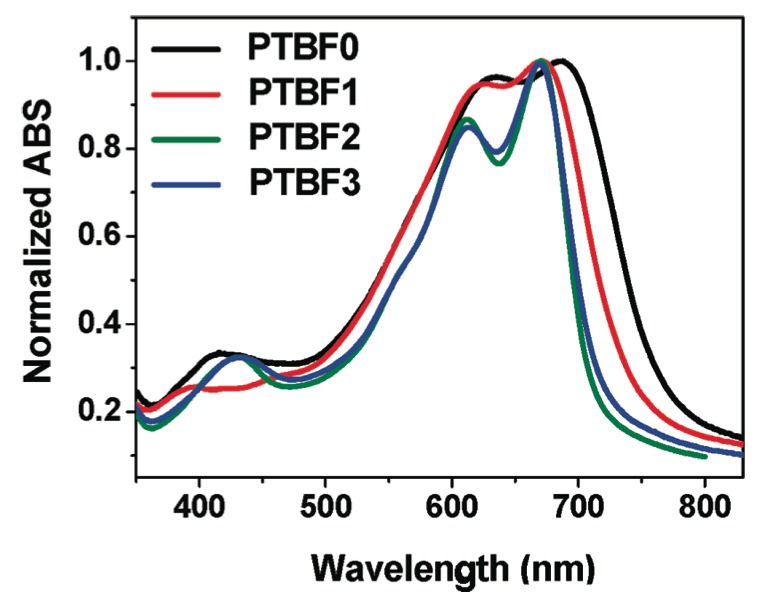 PTBF0
PTBF1
PTBF2
PTBF3
1.0
0.8
0.6
0.4
0.2
Normalized ABS
400 500 600 700 800
Wavelength (nm)